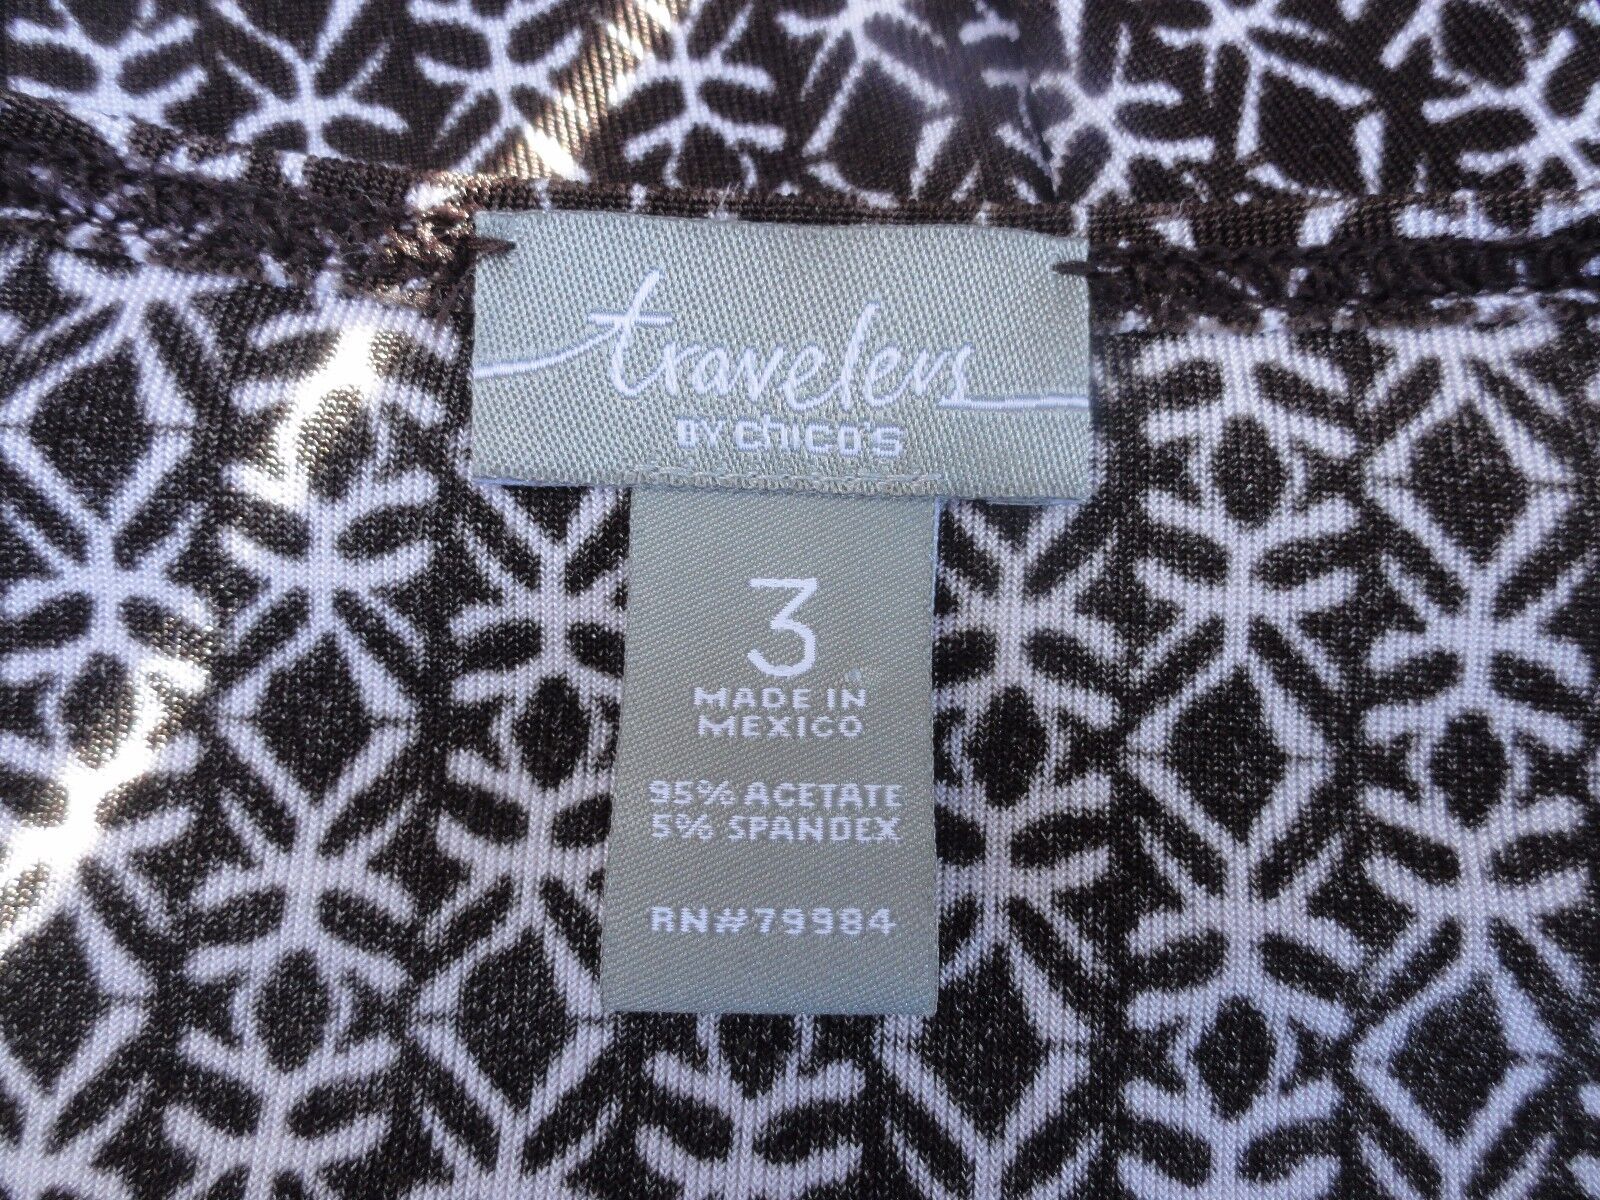 travelers
BY chico's
3
MADE IN
MEXICO
95% ACETATE
5% SPANDEX
RN#79984